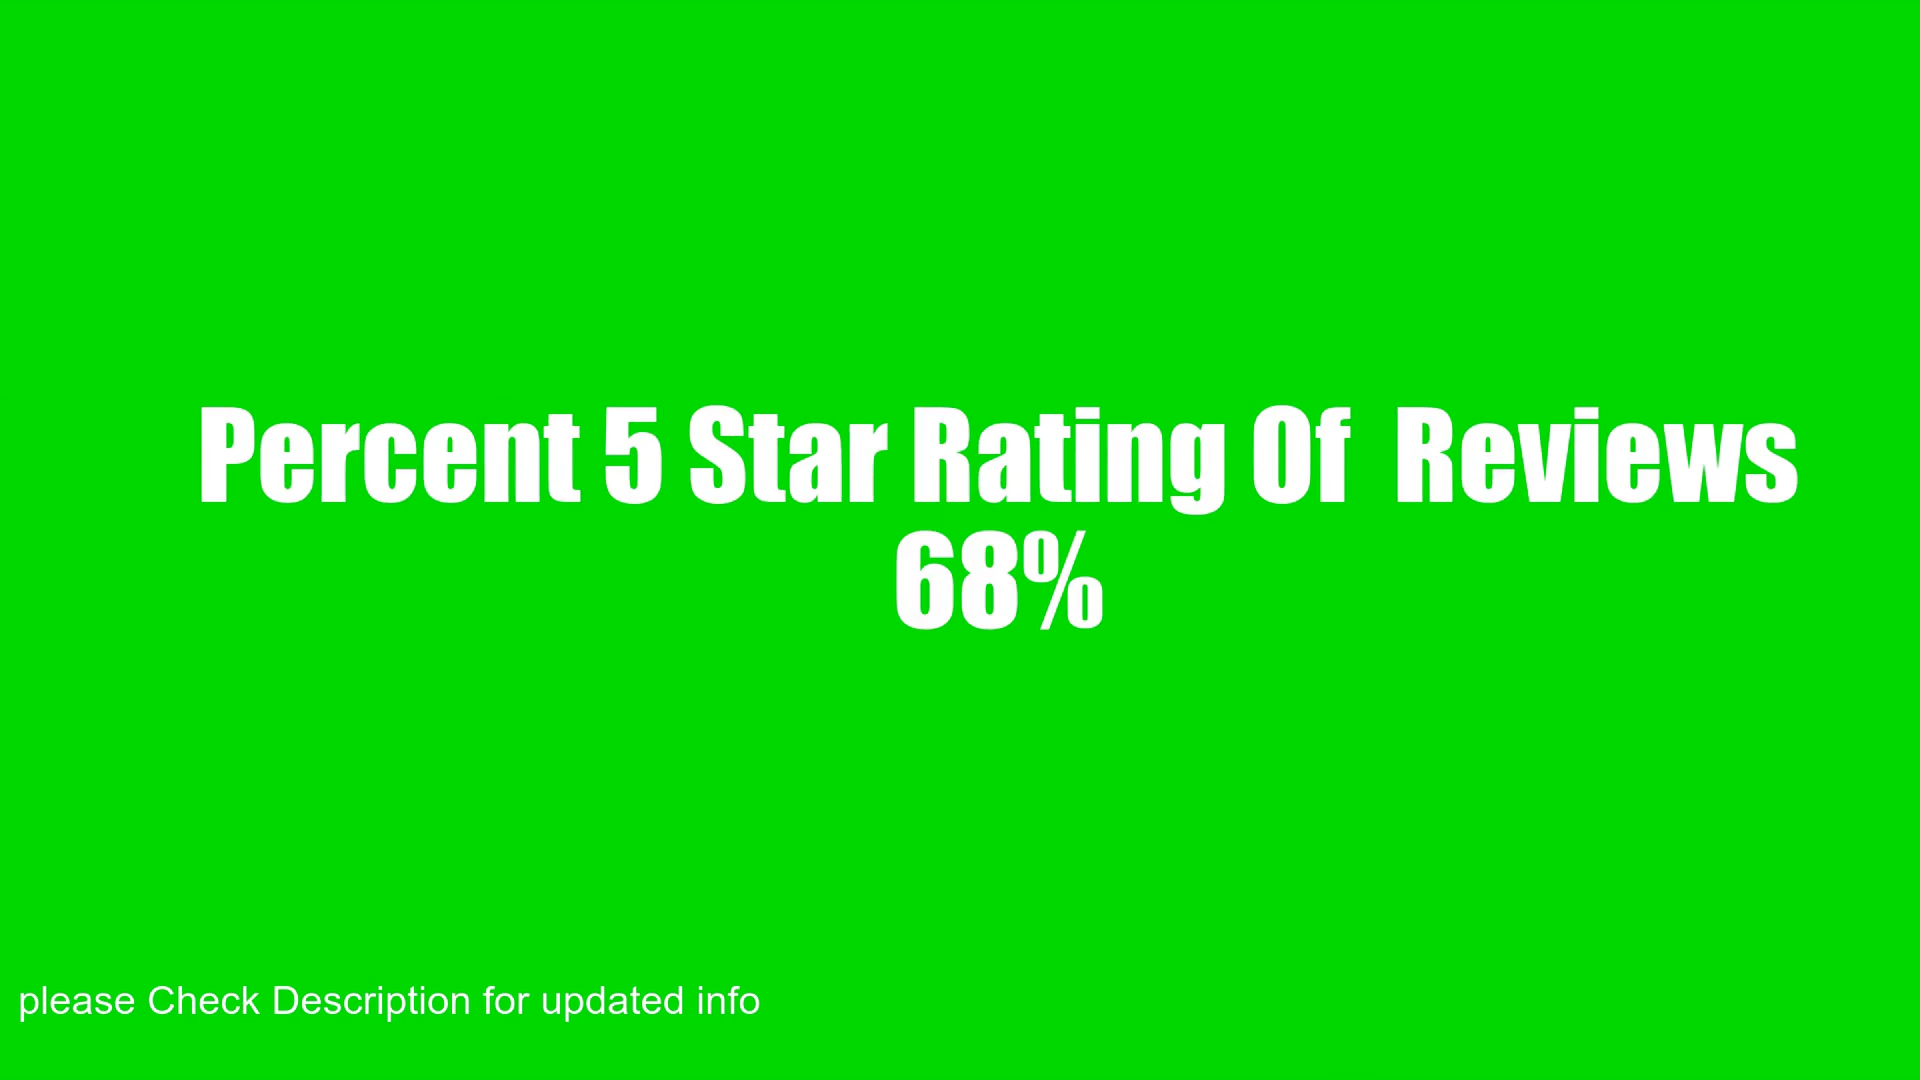 Percent 5 Star Rating Of  Reviews
68%
please Check Description for updated info